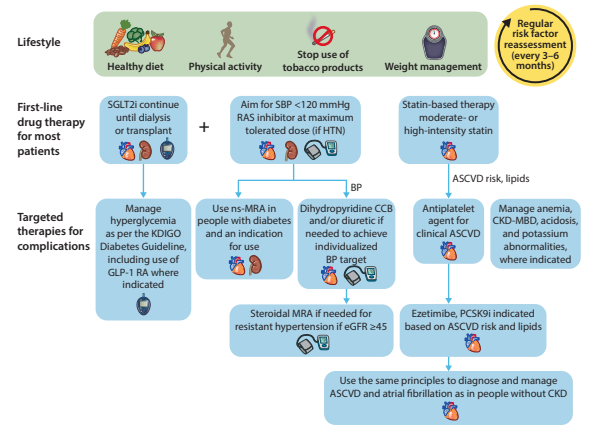 Lifestyle
Healthy diet
Physical activity
Stop use of
tobacco products
Weight management
Regular
risk factor
reassessment
(every 3–6
months)
First-line
drug therapy
for most
patients
SGLT2i continue
until dialysis
or transplant
+
Aim for SBP <120 mmHg
RAS inhibitor at maximum
tolerated dose (if HTN)
Statin-based therapy
moderate- or
high-intensity statin
BP
ASCVD risk, lipids
Targeted
therapies for
complications
Manage
hyperglycemia
as per the KDIGO
Diabetes Guideline,
including use of
GLP-1 RA where
indicated
Use ns-MRA in
people with diabetes
and an indication
for use
Dihydropyridine CCB
and/or diuretic if
needed to achieve
individualized
BP target
Antiplatelet
agent for
clinical ASCVD
Manage anemia,
CKD-MBD, acidosis,
and potassium
abnormalities,
where indicated
Steroidal MRA if needed for
resistant hypertension if eGFR ≥45
Ezetimibe, PCSK9i indicated
based on ASCVD risk and lipids
Use the same principles to diagnose and manage
ASCVD and atrial fibrillation as in people without CKD